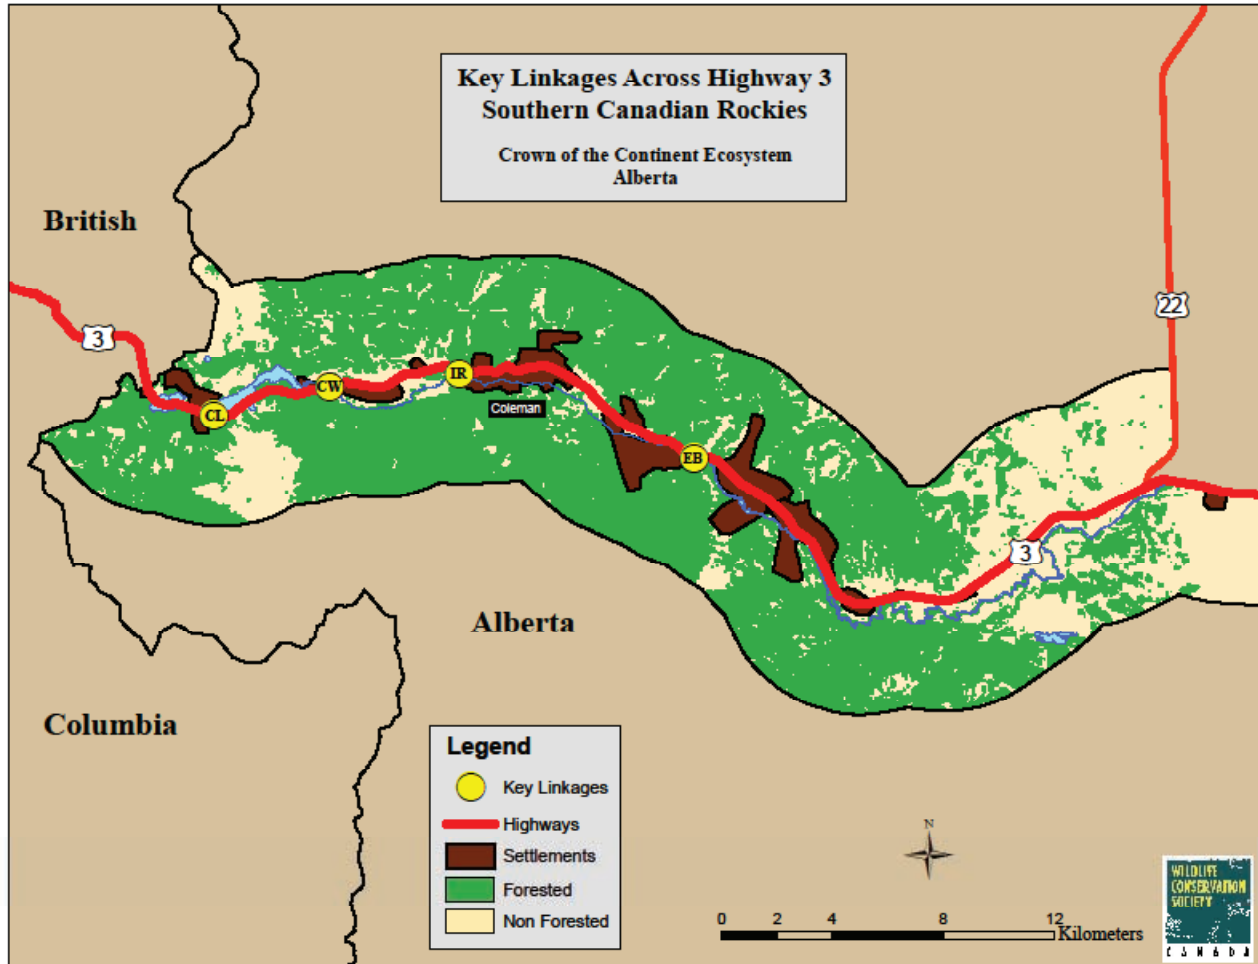 Key Linkages Across Highway 3
Southern Canadian Rockies
Crown of the Continent Ecosystem
Alberta
British
22
3
CW
IR
CL
Coleman
EB
3
Alberta
Columbia
Legend
Key Linkages
Highways
Settlements
Forested
Non Forested
N
0 2 4 8 12
Kilometers
WILDLIFE
CONSERVATION
SOCIETY
CANADA